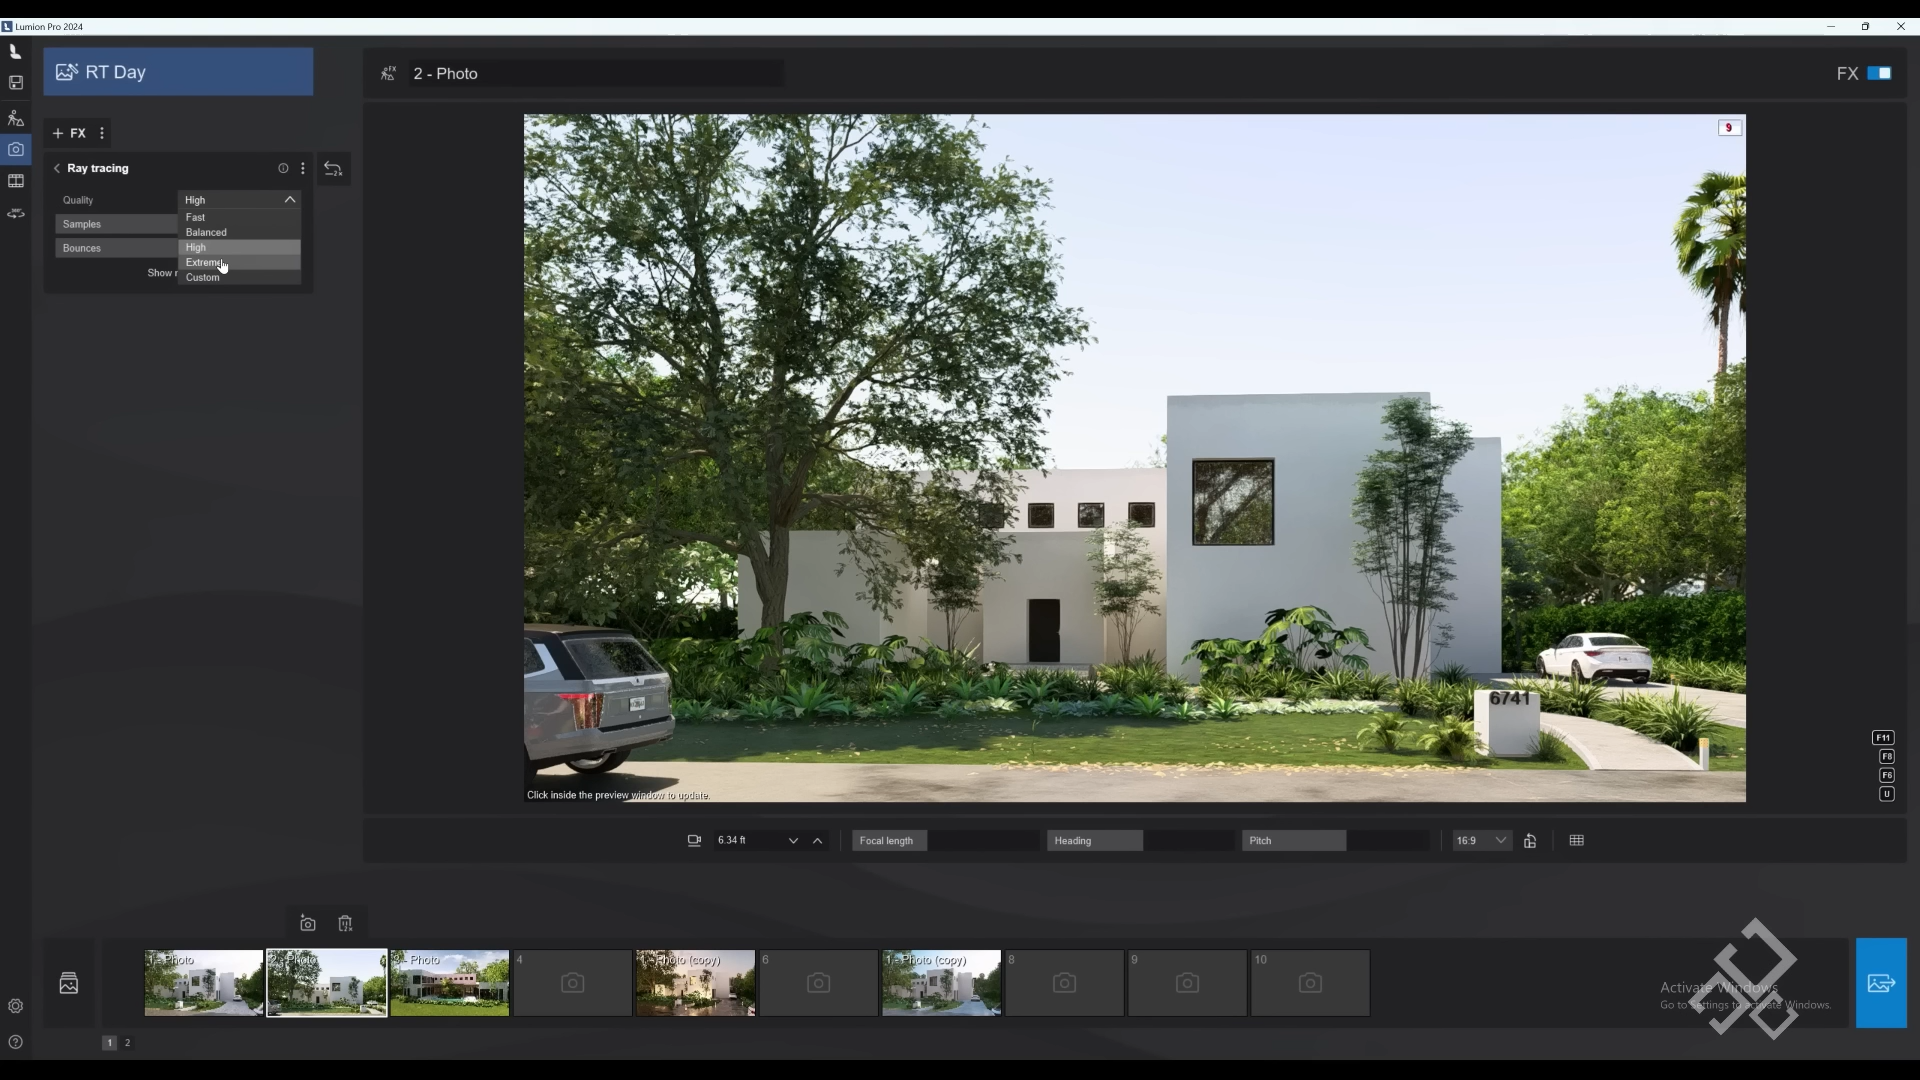 Lumion Pro 2024
RT Day
2 - Photo
FX
+ FX
Ray tracing
Quality
High
Fast
Balanced
High
Extreme
Custom
Samples
Bounces
Show
9
6741
Click inside the preview window to update.
F11
F8
F6
U
6.34 ft
Focal length
Heading
Pitch
16:9
1 - Photo
2 - Photo
3 - Photo
4
1 - Photo (copy)
6
1 - Photo (copy)
8
9
10
Activate Windows
Go to Settings to activate Windows.
1
2